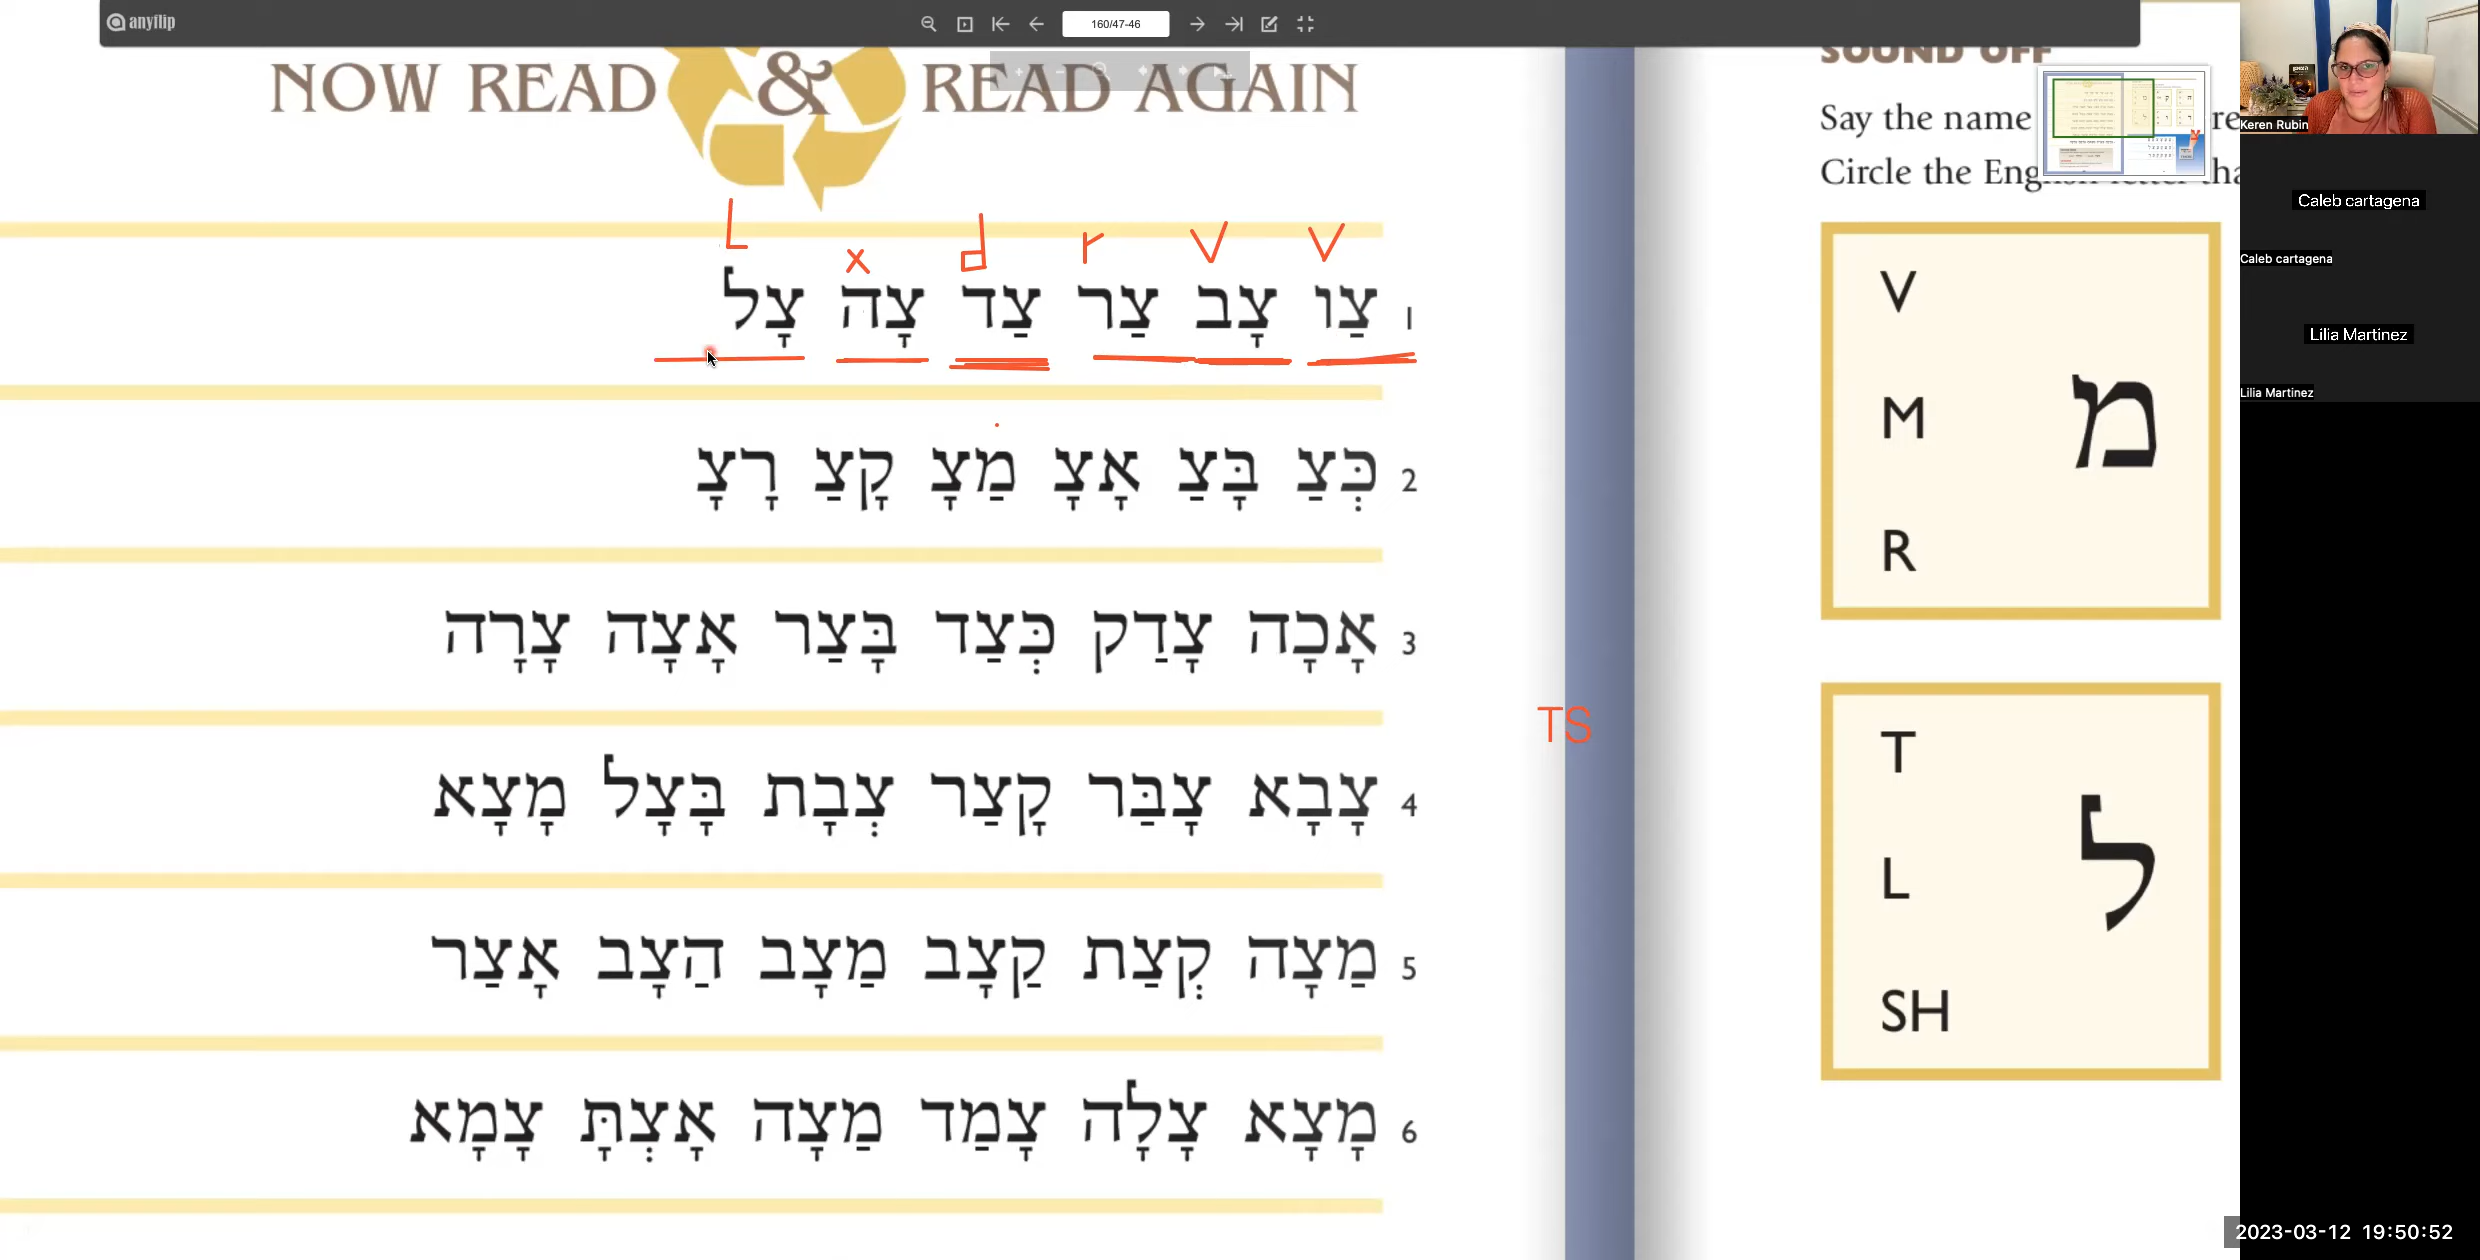 anyflip
160/47-46
NOW READ & READ AGAIN
L x d r V V
1 צַו צָב צַר צַד צָה צָל
2 כְּצַ בָּצַ אָצָ מַצָ קָצַ רָצָ
3 אָכָה צָדַק כְּצַד בָּצַר אָצָה צָרָה
4 צָבָא צָבַּר קָצַר צְבָת בָּצָל מָצָא
5 מַצָה קְצַת קַצָב מַצָב הַצָב אָצַר
6 מָצָא צָלָה צָמַד מַצָה אָצְתָּ צָמָא
TS
SOUND OFF
Say the name
Circle the English letter
V
M
R
מ
T
L
SH
ל
Keren Rubin
Caleb cartagena
Caleb cartagena
Lilia Martinez
Lilia Martinez
2023-03-12 19:50:52